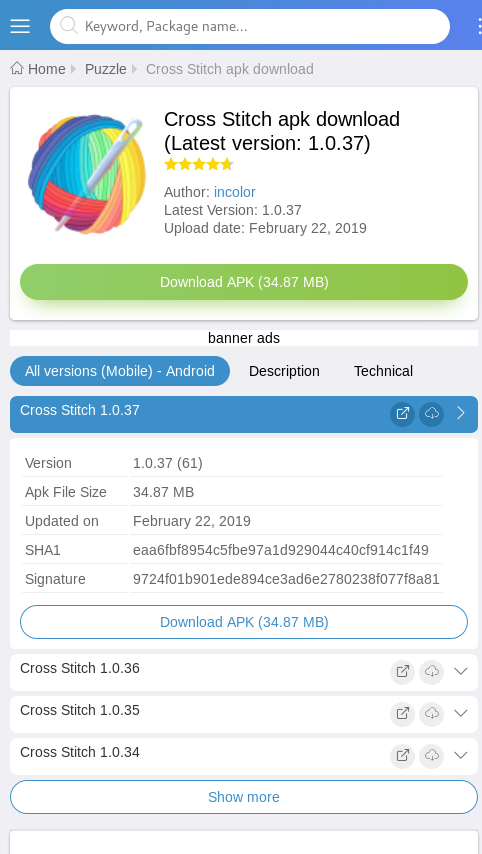 Keyword, Package name...
Home Puzzle Cross Stitch apk download
Cross Stitch apk download
(Latest version: 1.0.37)
Author: incolor
Latest Version: 1.0.37
Upload date: February 22, 2019
Download APK (34.87 MB)
banner ads
All versions (Mobile) - Android Description Technical
Cross Stitch 1.0.37
Version 1.0.37 (61)
Apk File Size 34.87 MB
Updated on February 22, 2019
SHA1 eaa6fbf8954c5fbe97a1d929044c40cf914c1f49
Signature 9724f01b901ede894ce3ad6e2780238f077f8a81
Download APK (34.87 MB)
Cross Stitch 1.0.36
Cross Stitch 1.0.35
Cross Stitch 1.0.34
Show more